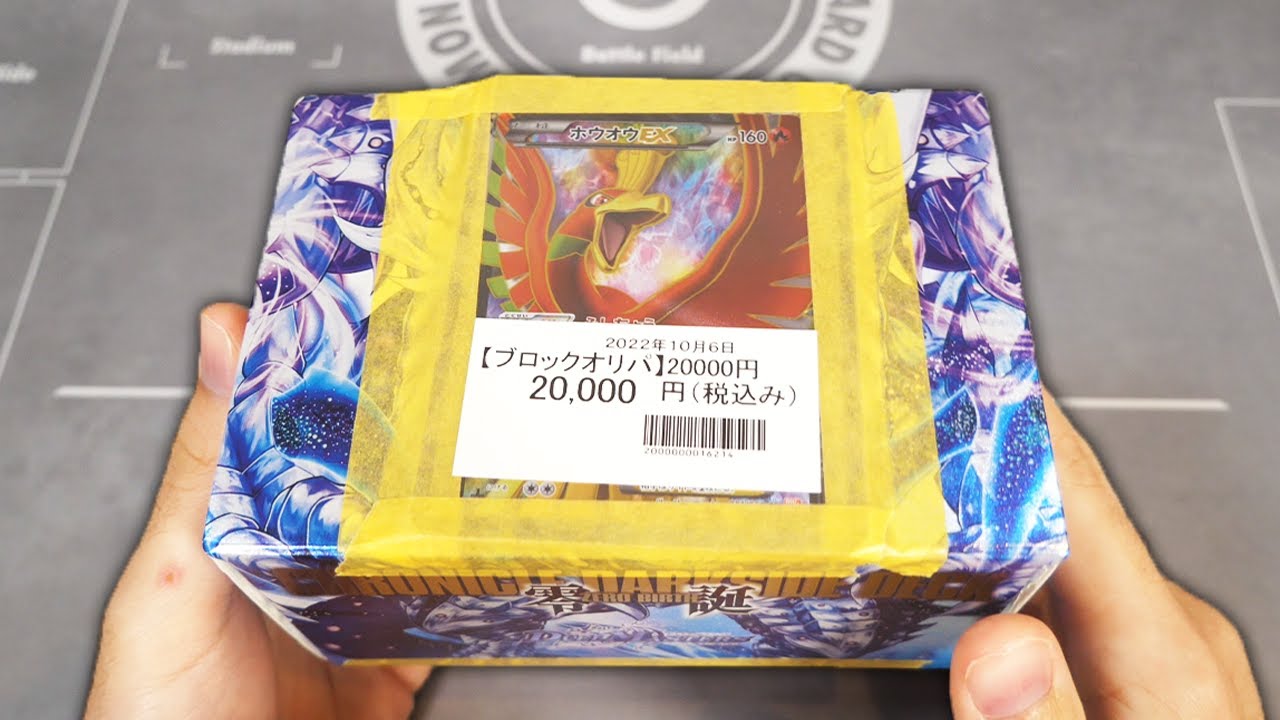 Stadium
Battle Field
ホウオウEX
HP160
2022年10月6日
【ブロックオリパ】20000円
20,000 円(税込み)
2000000016214
CHRONICLE DARKSIDE DECK
零誕
ZERO BIRTH